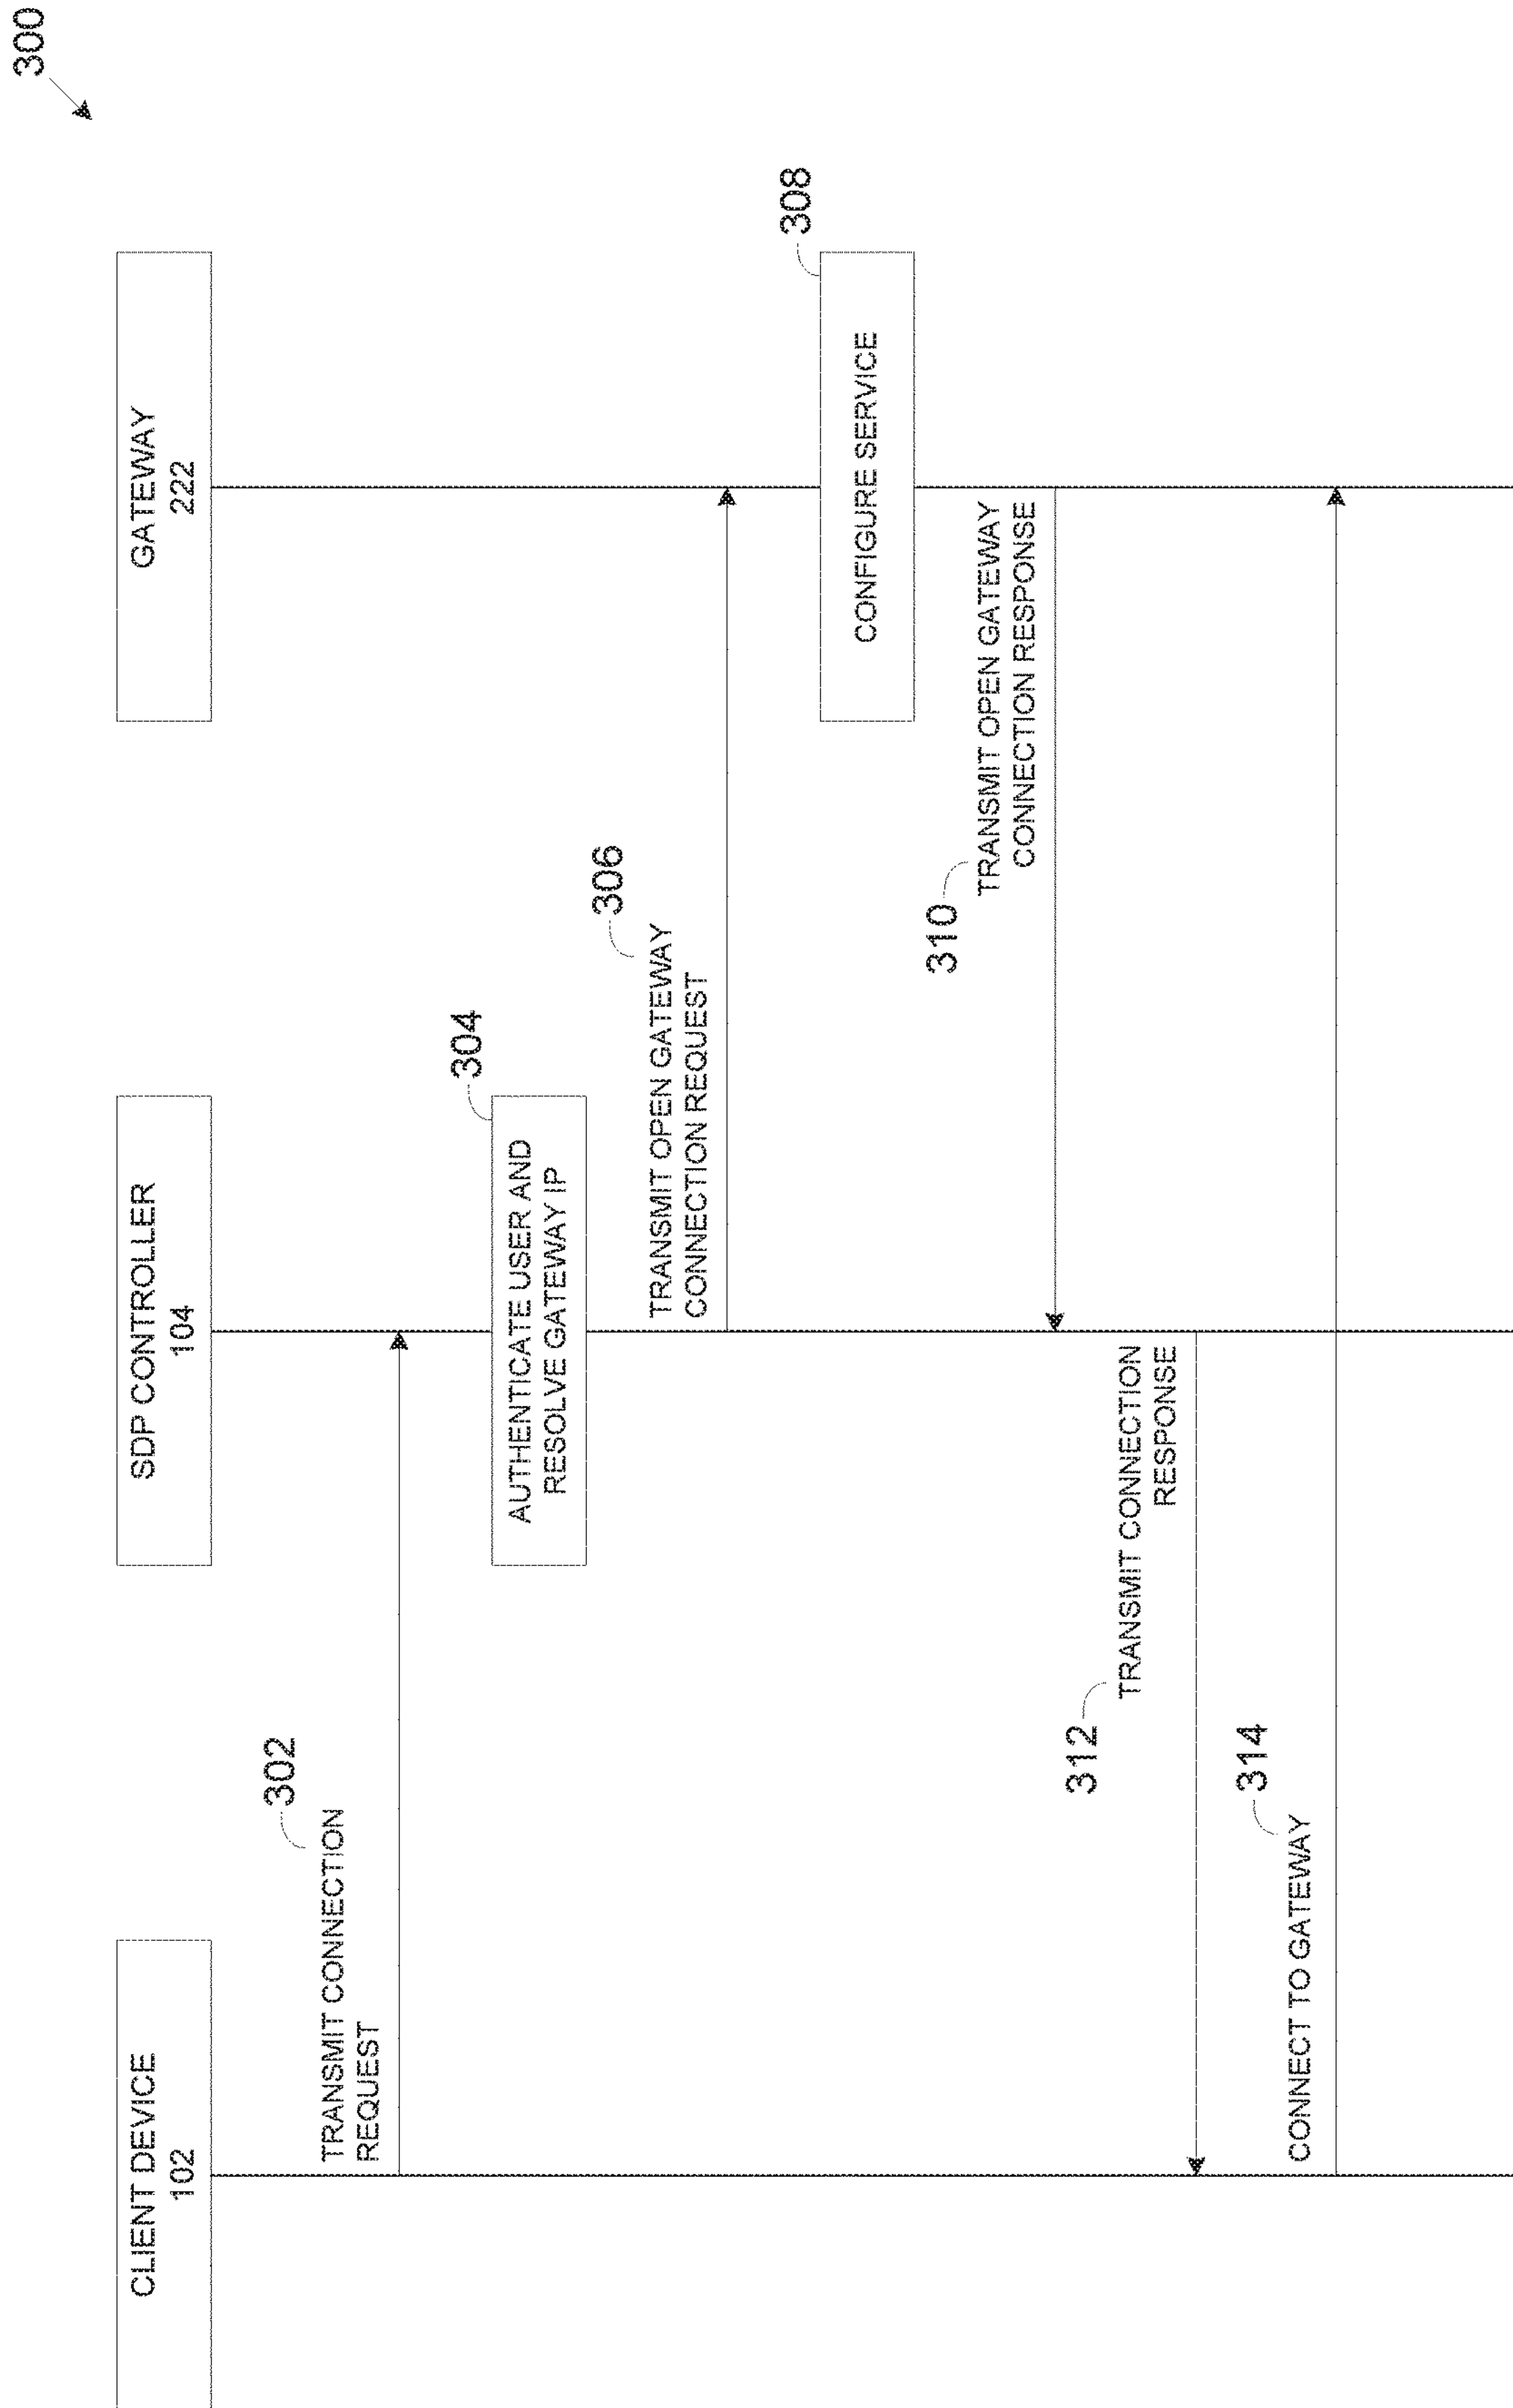 300
CLIENT DEVICE
102
SDP CONTROLLER
104
GATEWAY
222
302
TRANSMIT CONNECTION
REQUEST
304
AUTHENTICATE USER AND
RESOLVE GATEWAY IP
306
TRANSMIT OPEN GATEWAY
CONNECTION REQUEST
308
CONFIGURE SERVICE
310
TRANSMIT OPEN GATEWAY
CONNECTION RESPONSE
312
TRANSMIT CONNECTION
RESPONSE
314
CONNECT TO GATEWAY